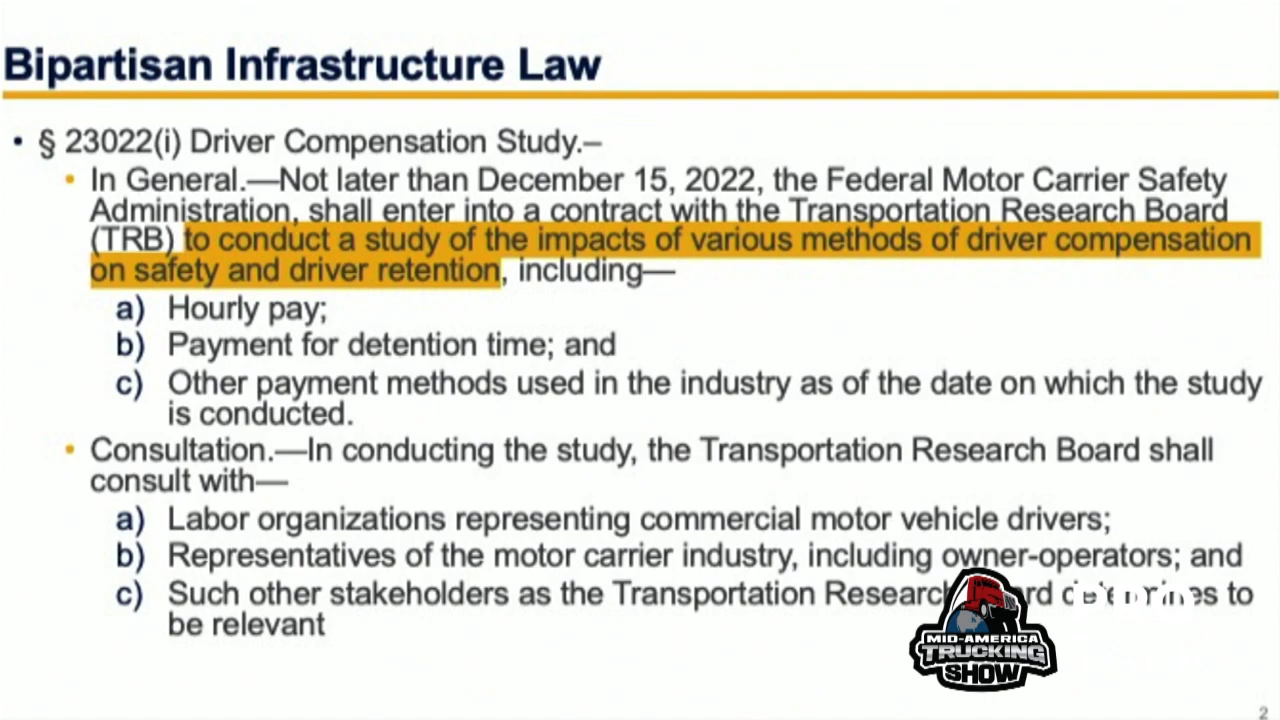 Bipartisan Infrastructure Law
• § 23022(i) Driver Compensation Study.–
• In General.—Not later than December 15, 2022, the Federal Motor Carrier Safety
Administration, shall enter into a contract with the Transportation Research Board
(TRB) to conduct a study of the impacts of various methods of driver compensation
on safety and driver retention, including—
a) Hourly pay;
b) Payment for detention time; and
c) Other payment methods used in the industry as of the date on which the study
is conducted.
• Consultation.—In conducting the study, the Transportation Research Board shall
consult with—
a) Labor organizations representing commercial motor vehicle drivers;
b) Representatives of the motor carrier industry, including owner-operators; and
c) Such other stakeholders as the Transportation Research to
be relevant
MID-AMERICA
TRUCKING
SHOW
2